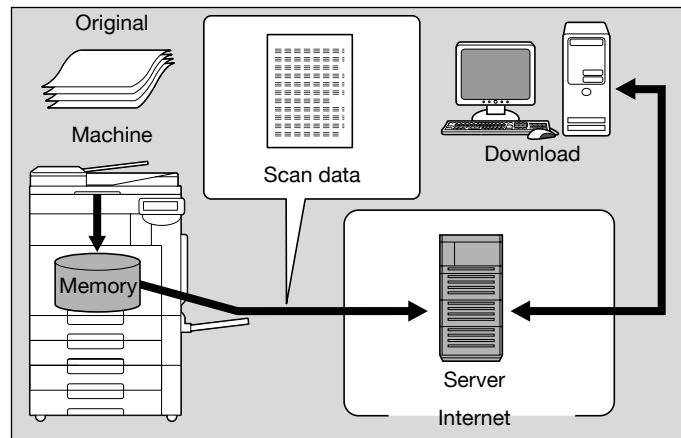 Original
Machine
Scan data
Download
Memory
Server
Internet